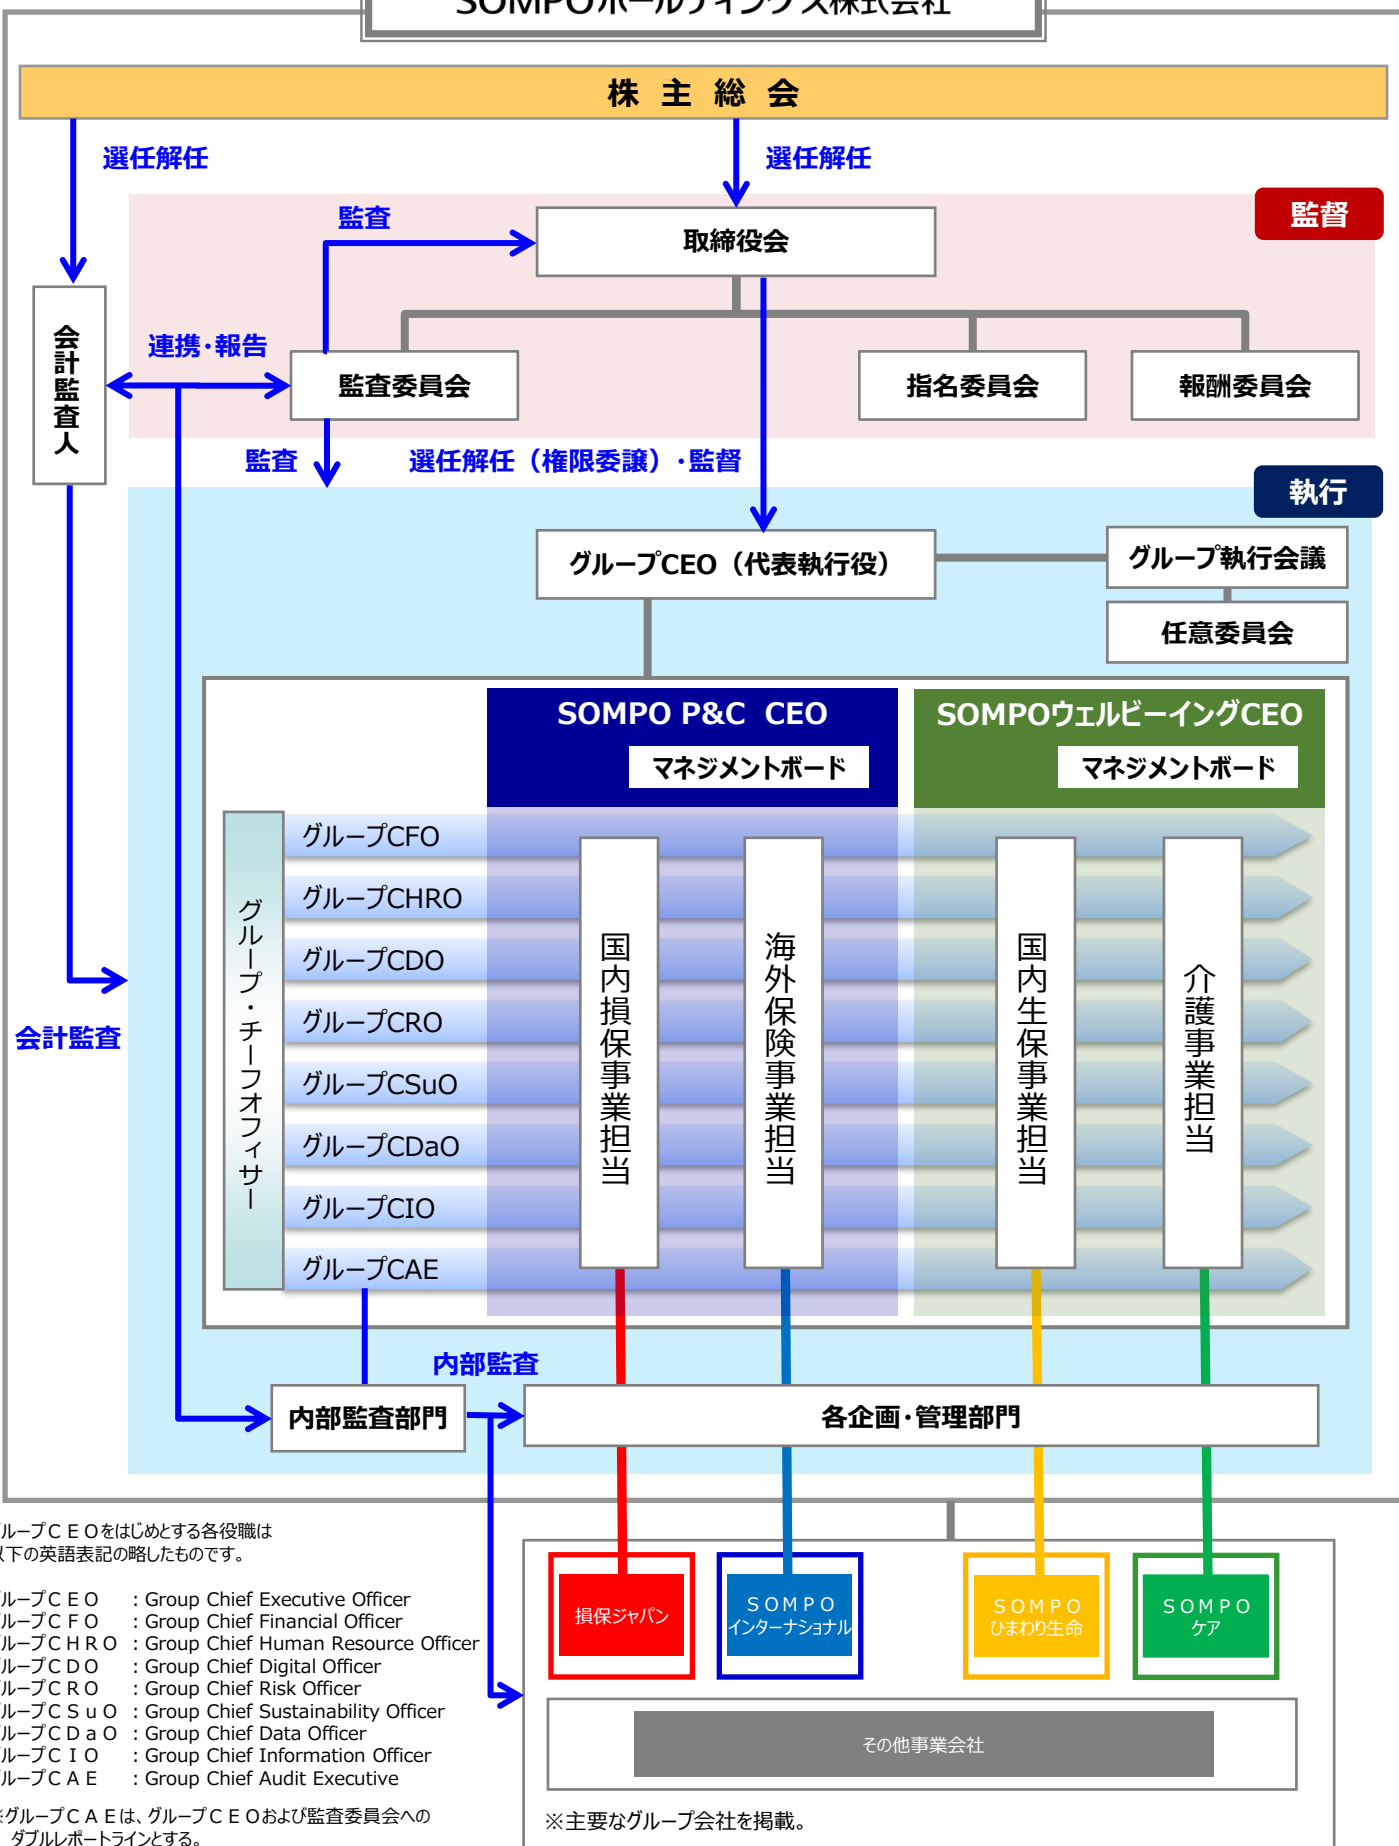 SOMPOホールディングス株式会社
株 主 総 会
選任解任
選任解任
監督
監査
取締役会
会計監査人
連携・報告
監査委員会
指名委員会
報酬委員会
監査
選任解任（権限委譲）・監督
執行
グループCEO（代表執行役）
グループ執行会議
任意委員会
SOMPO P&C CEO
マネジメントボード
SOMPOウェルビーイングCEO
マネジメントボード
グループ・チーフオフィサー
グループCFO
グループCHRO
グループCDO
グループCRO
グループCSuO
グループCDaO
グループCIO
グループCAE
国内損保事業担当
海外保険事業担当
国内生保事業担当
介護事業担当
会計監査
内部監査
内部監査部門
各企画・管理部門
ループＣＥＯをはじめとする各役職は
以下の英語表記の略したものです。
ループＣＥＯ : Group Chief Executive Officer
ループＣＦＯ : Group Chief Financial Officer
ループＣＨＲＯ : Group Chief Human Resource Officer
ループＣＤＯ : Group Chief Digital Officer
ループＣＲＯ : Group Chief Risk Officer
ループＣＳｕＯ : Group Chief Sustainability Officer
ループＣＤａＯ : Group Chief Data Officer
ループＣＩＯ : Group Chief Information Officer
ループＣＡＥ : Group Chief Audit Executive
※グループＣＡＥは、グループＣＥＯおよび監査委員会への
ダブルレポートラインとする。
損保ジャパン
ＳＯＭＰＯ
インターナショナル
ＳＯＭＰＯ
ひまわり生命
ＳＯＭＰＯ
ケア
その他事業会社
※主要なグループ会社を掲載。